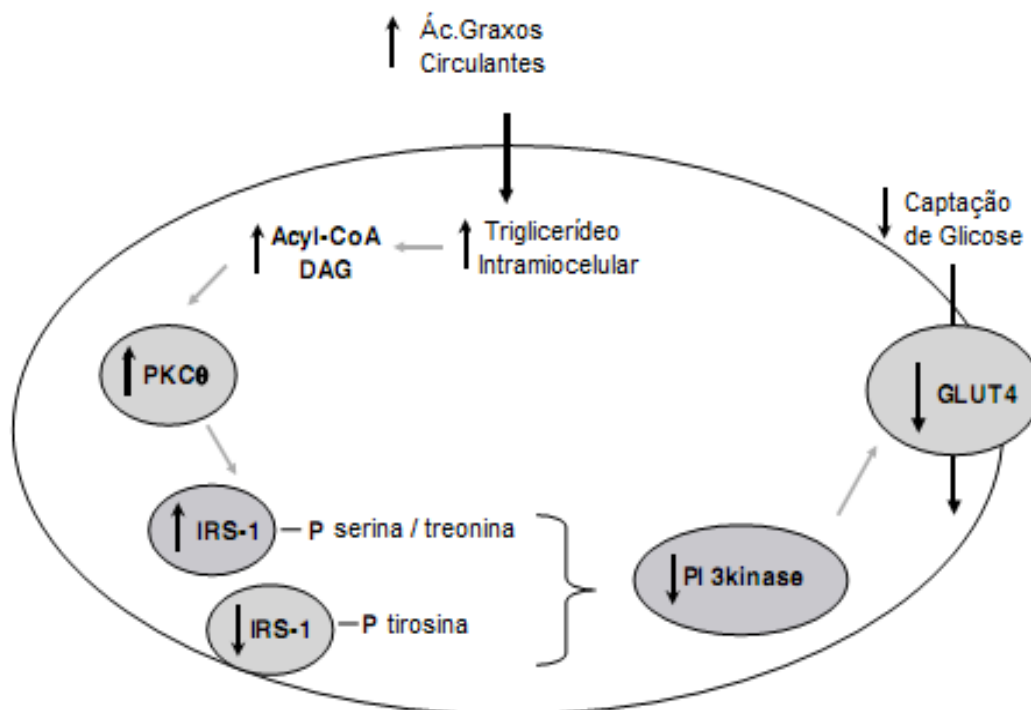 Ác.Graxos
Circulantes
Captação
de Glicose
Acyl-CoA
DAG
Triglicerídeo
Intramiocelular
PKCθ
GLUT4
IRS-1 P serina / treonina
PI 3kinase
IRS-1 P tirosina